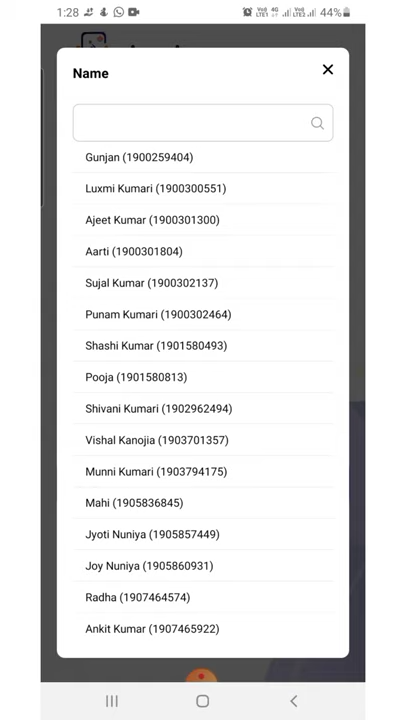 1:28 44%
Name
Gunjan (1900259404)
Luxmi Kumari (1900300551)
Ajeet Kumar (1900301300)
Aarti (1900301804)
Sujal Kumar (1900302137)
Punam Kumari (1900302464)
Shashi Kumar (1901580493)
Pooja (1901580813)
Shivani Kumari (1902962494)
Vishal Kanojia (1903701357)
Munni Kumari (1903794175)
Mahi (1905836845)
Jyoti Nuniya (1905857449)
Joy Nuniya (1905860931)
Radha (1907464574)
Ankit Kumar (1907465922)